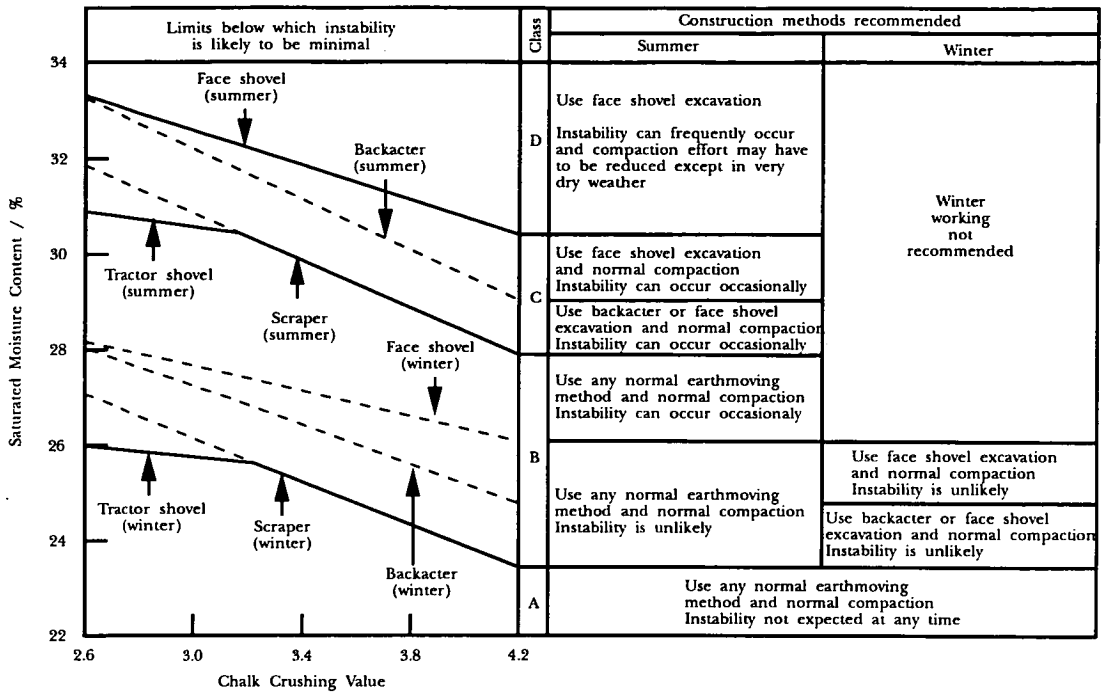 Limits below which instability
is likely to be minimal
Class
Construction methods recommended
Summer
Winter
34
32
30
28
26
24
22
Saturated Moisture Content / %
Face shovel
(summer)
Backacter
(summer)
Tractor shovel
(summer)
Scraper
(summer)
Face shovel
(winter)
Tractor shovel
(winter)
Scraper
(winter)
Backacter
(winter)
2.6
3.0
3.4
3.8
4.2
Chalk Crushing Value
D
Use face shovel excavation
Instability can frequently occur
and compaction effort may have
to be reduced except in very
dry weather
Winter
working
not
recommended
C
Use face shovel excavation
and normal compaction
Instability can occur occasionally
Use backacter or face shovel
excavation and normal compaction
Instability can occur occasionally
B
Use any normal earthmoving
method and normal compaction
Instability can occur occasionaly
Use any normal earthmoving
method and normal compaction
Instability is unlikely
Use face shovel excavation
and normal compaction
Instability is unlikely
Use backacter or face shovel
excavation and normal compaction
Instability is unlikely
A
Use any normal earthmoving
method and normal compaction
Instability not expected at any time